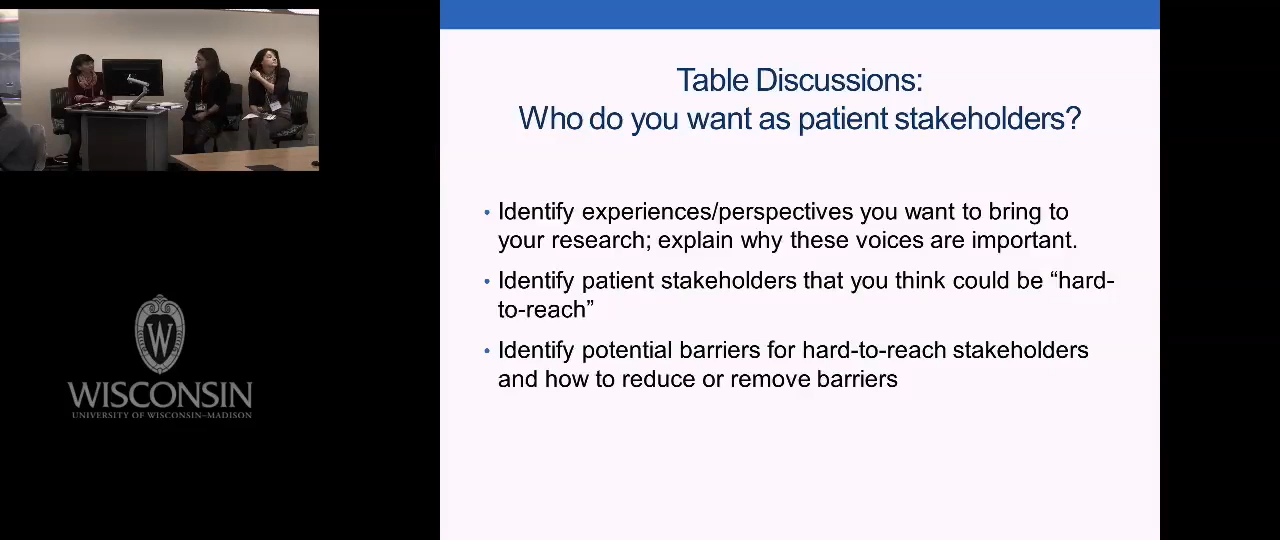 Table Discussions:
Who do you want as patient stakeholders?
• Identify experiences/perspectives you want to bring to
your research; explain why these voices are important.
• Identify patient stakeholders that you think could be “hard-
to-reach”
• Identify potential barriers for hard-to-reach stakeholders
and how to reduce or remove barriers
W
WISCONSIN
UNIVERSITY OF WISCONSIN–MADISON